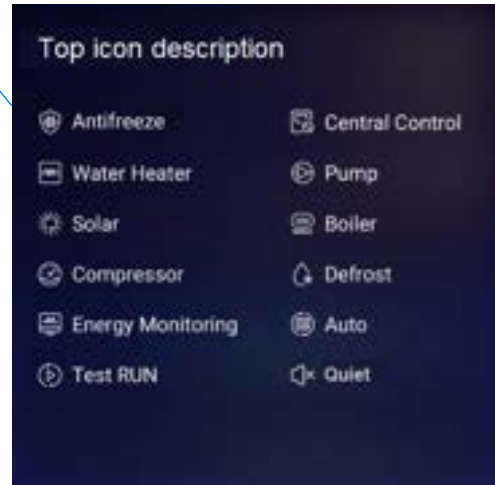 Top icon description
Antifreeze
Central Control
Water Heater
Pump
Solar
Boiler
Compressor
Defrost
Energy Monitoring
Auto
Test RUN
Quiet